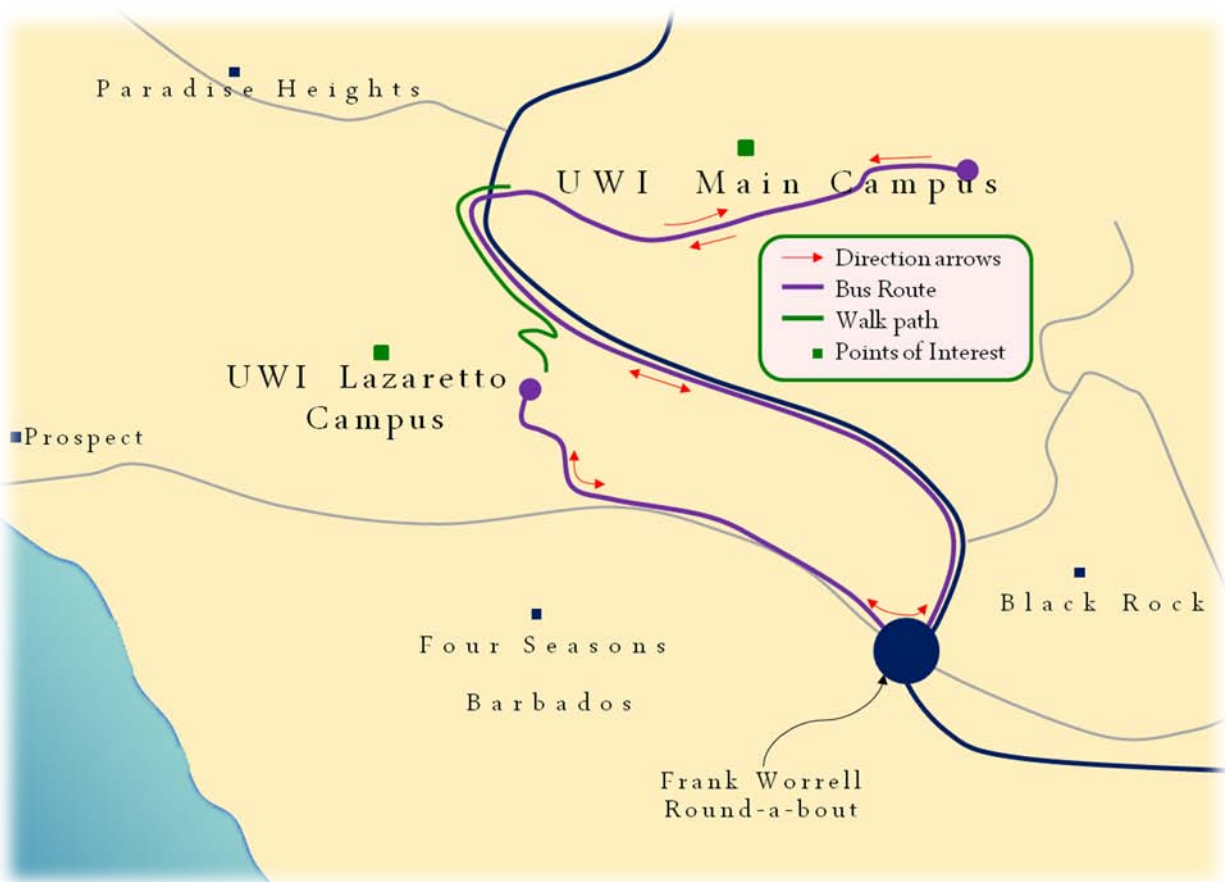 Paradise Heights
UWI Main Campus
Direction arrows
Bus Route
Walk path
Points of Interest
UWI Lazaretto
Campus
Prospect
Black Rock
Four Seasons
Barbados
Frank Worrell
Round-a-bout